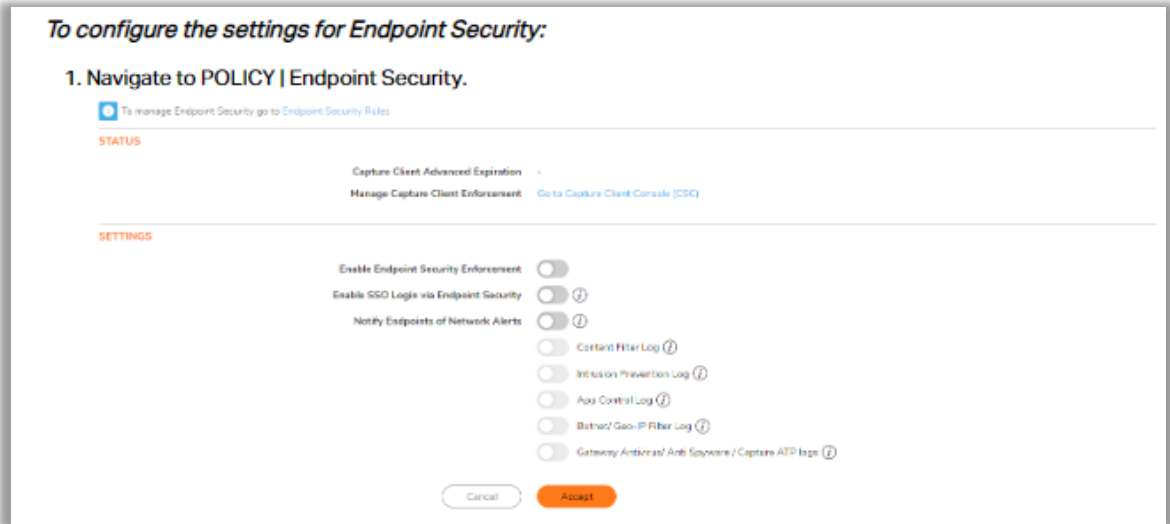 To configure the settings for Endpoint Security:
1. Navigate to POLICY | Endpoint Security.
To manage Endpoint Security go to Endpoint Security Rules
STATUS
Capture Client Advanced Expiration -
Manage Capture Client Enforcement Go to Capture Client Console (CSC)
SETTINGS
Enable Endpoint Security Enforcement
Enable SSO Login via Endpoint Security
Notify Endpoints of Network Alerts
Content Filter Log
Intrusion Prevention Log
App Control Log
Botnet/ Geo-IP Filter Log
Gateway Antivirus/ Anti Spyware / Capture ATP logs
Cancel Accept